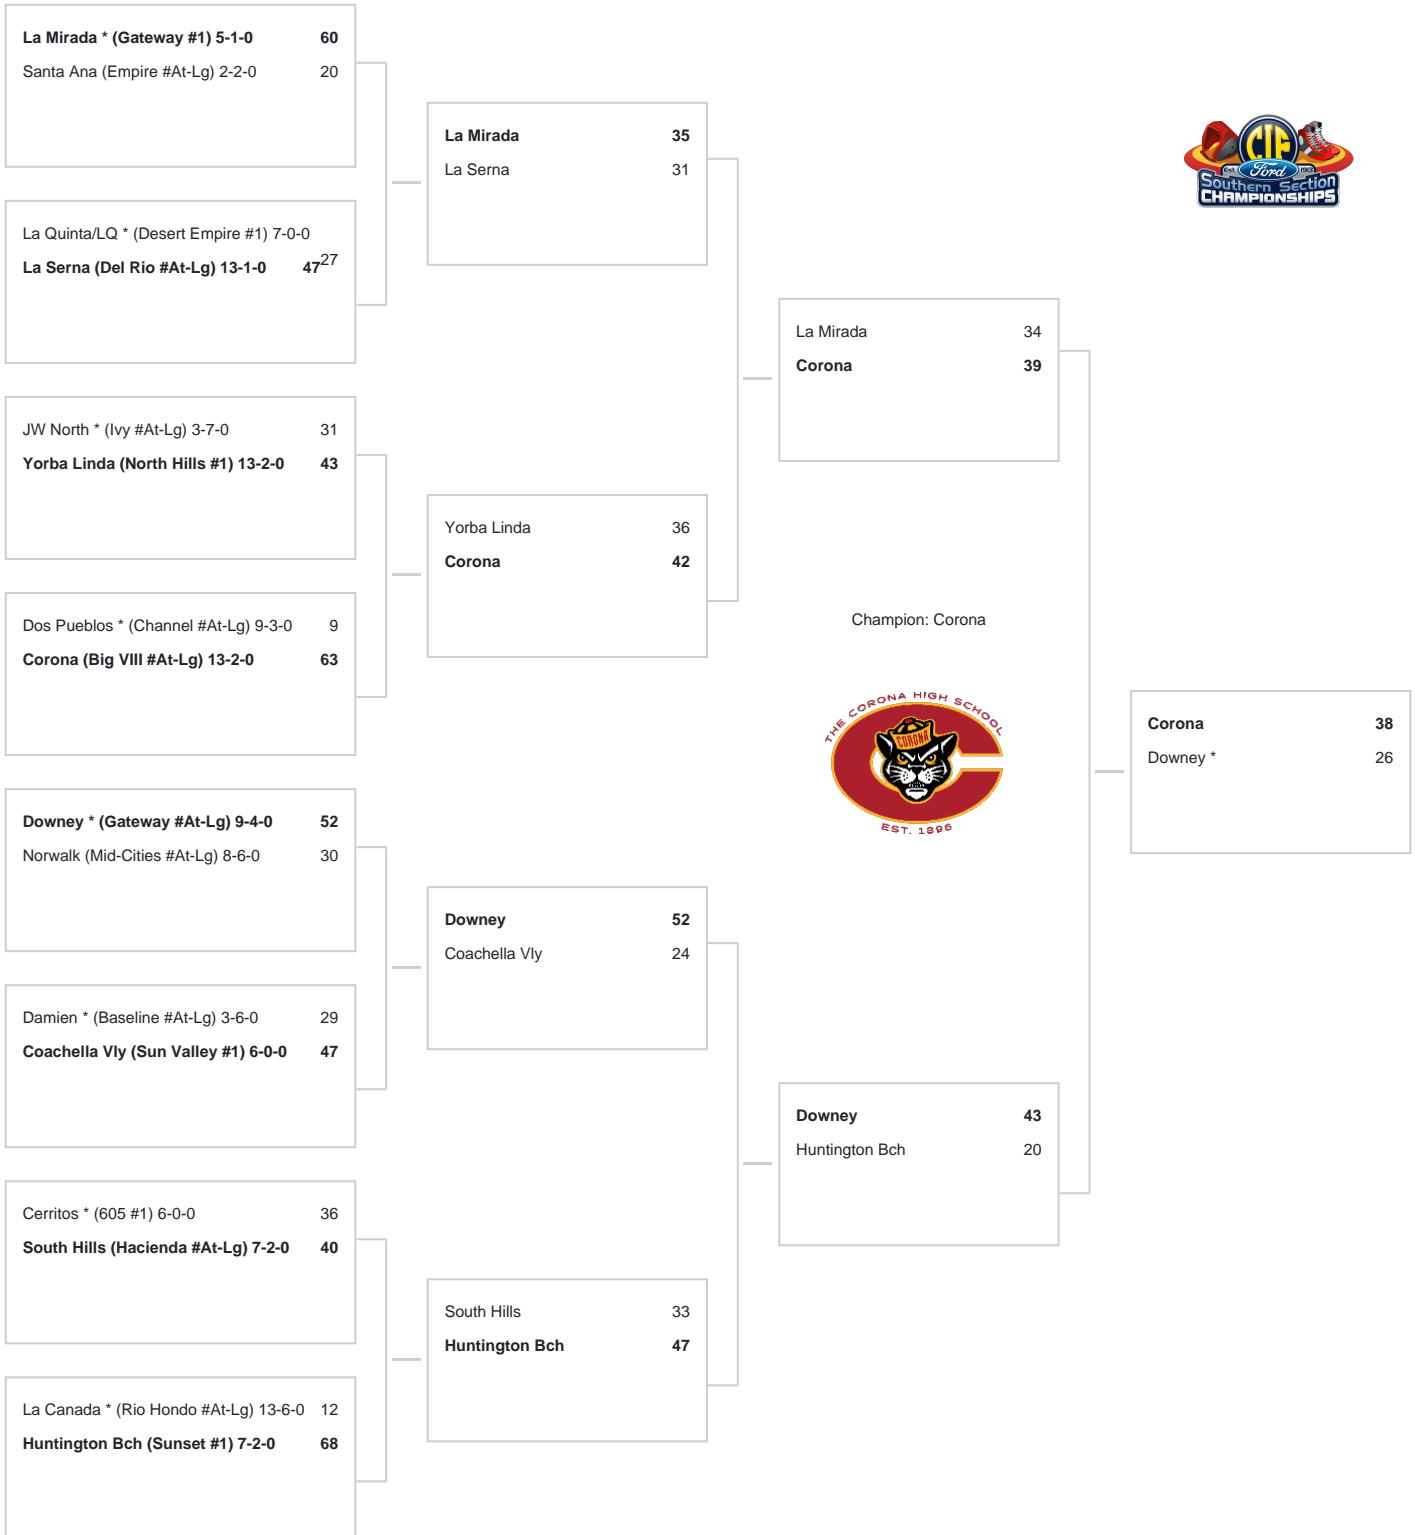 La Mirada * (Gateway #1) 5-1-0 60
Santa Ana (Empire #At-Lg) 2-2-0 20
La Quinta/LQ * (Desert Empire #1) 7-0-0 27
La Serna (Del Rio #At-Lg) 13-1-0 47
JW North * (Ivy #At-Lg) 3-7-0 31
Yorba Linda (North Hills #1) 13-2-0 43
Dos Pueblos * (Channel #At-Lg) 9-3-0 9
Corona (Big VIII #At-Lg) 13-2-0 63
Downey * (Gateway #At-Lg) 9-4-0 52
Norwalk (Mid-Cities #At-Lg) 8-6-0 30
Damien * (Baseline #At-Lg) 3-6-0 29
Coachella Vly (Sun Valley #1) 6-0-0 47
Cerritos * (605 #1) 6-0-0 36
South Hills (Hacienda #At-Lg) 7-2-0 40
La Canada * (Rio Hondo #At-Lg) 13-6-0 12
Huntington Bch (Sunset #1) 7-2-0 68
La Mirada 35
La Serna 31
Yorba Linda 36
Corona 42
Downey 52
Coachella Vly 24
South Hills 33
Huntington Bch 47
La Mirada 34
Corona 39
Downey 43
Huntington Bch 20
Corona 38
Downey * 26
Champion: Corona
THE CORONA HIGH SCHOOL
CORONA
EST. 1896
CIF
Est. Ford 1913
Southern Section
CHAMPIONSHIPS